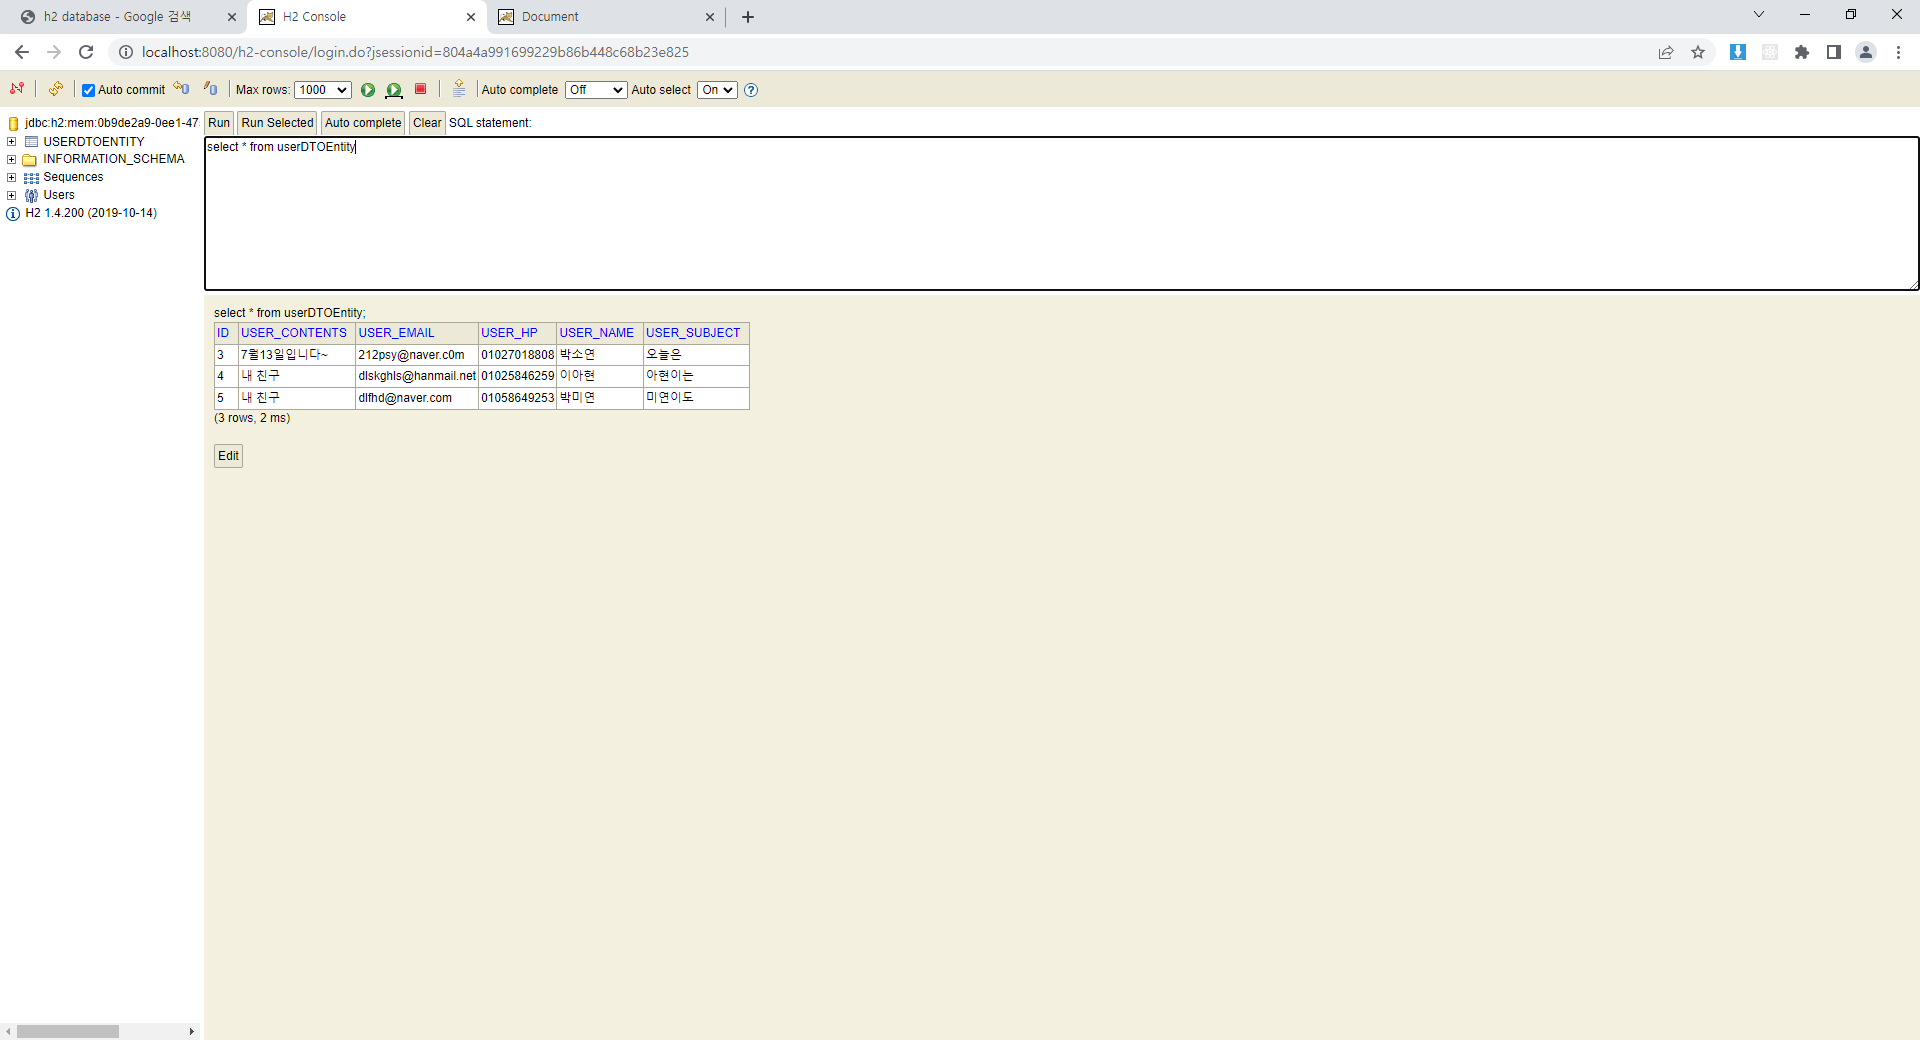 h2 database - Google 검색
H2 Console
Document
localhost:8080/h2-console/login.do?jsessionid=804a4a991699229b86b448c68b23e825
Auto commit
Max rows: 1000
Auto complete Off
Auto select On
jdbc:h2:mem:0b9de2a9-0ee1-47
USERDTOENTITY
INFORMATION_SCHEMA
Sequences
Users
H2 1.4.200 (2019-10-14)
Run Run Selected Auto complete Clear SQL statement:
select * from userDTOEntity
select * from userDTOEntity;
ID USER_CONTENTS USER_EMAIL USER_HP USER_NAME USER_SUBJECT
3 7월13일입니다~ 212psy@naver.c0m 01027018808 박소연 오늘은
4 내 친구 dlskghls@hanmail.net 01025846259 이아현 아현이는
5 내 친구 dlfhd@naver.com 01058649253 박미연 미연이도
(3 rows, 2 ms)
Edit